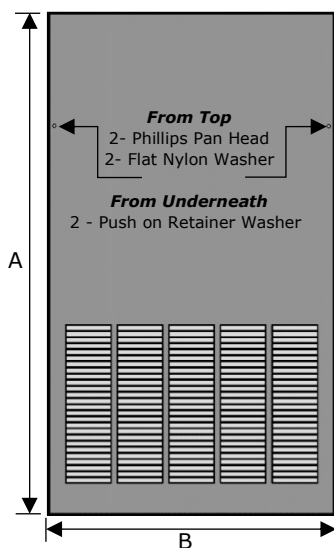 From Top
2- Phillips Pan Head
2- Flat Nylon Washer
From Underneath
2 - Push on Retainer Washer
A
B